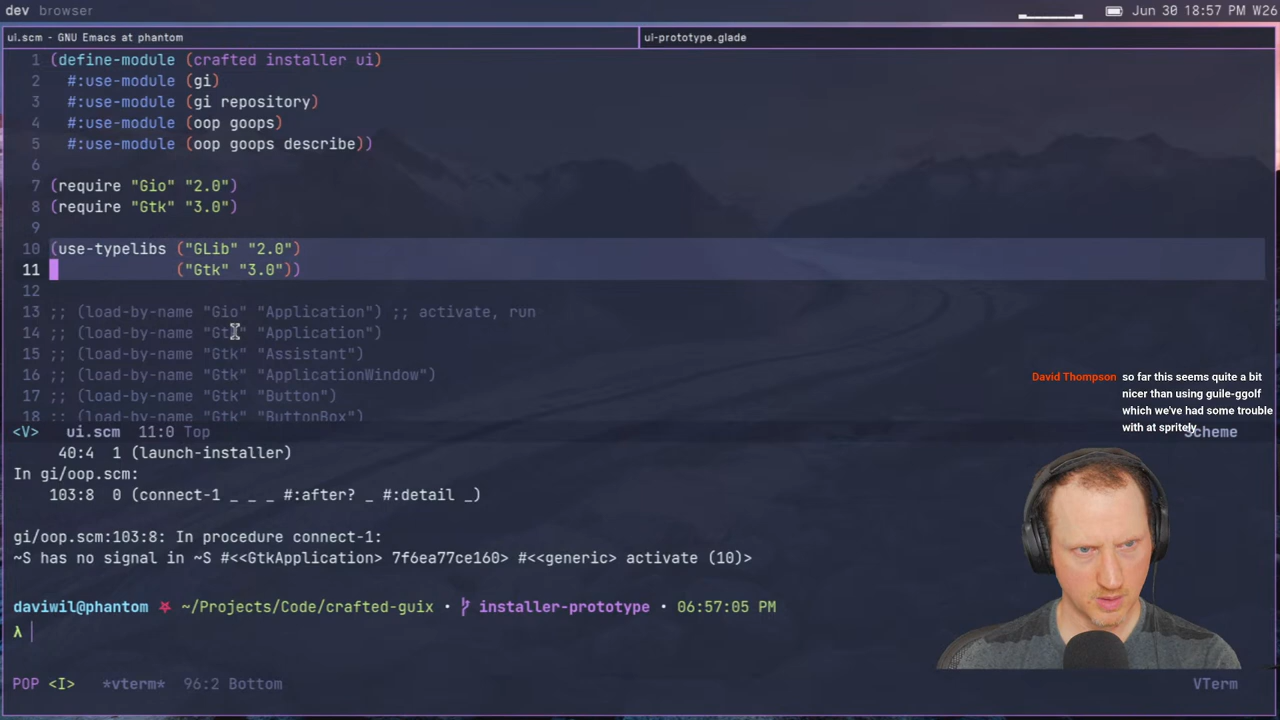 dev browser
Jun 30 18:57 W26
ui.scm - GNU Emacs at phantom
ui-prototype.glade
1 (define-module (crafted installer ui)
2 #:use-module (gi)
3 #:use-module (gi repository)
4 #:use-module (oop goops)
5 #:use-module (oop goops describe))
6
7 (require "Gio" "2.0")
8 (require "Gtk" "3.0")
9
10 (use-typelibs ("GLib" "2.0")
11 ("Gtk" "3.0"))
12
13 ;; (load-by-name "Gio" "Application") ;; activate, run
14 ;; (load-by-name "Gtk" "Application")
15 ;; (load-by-name "Gtk" "Assistant")
16 ;; (load-by-name "Gtk" "ApplicationWindow")
17 ;; (load-by-name "Gtk" "Button")
18 ;; (load-by-name "Gtk" "ButtonBox")
David Thompson so far this seems quite a bit
nicer than using guile-ggolf
which we've had some trouble
with at spritely
<V> ui.scm 11:0 Top Scheme
40:4 1 (launch-installer)
In gi/oop.scm:
103:8 0 (connect-1 _ _ _ #:after? _ #:detail _)
gi/oop.scm:103:8: In procedure connect-1:
~S has no signal in ~S #<<GtkApplication> 7f6ea77ce160> #<<generic> activate (10)>
daviwil@phantom ~/Projects/Code/crafted-guix • installer-prototype • 06:57:05 PM
λ
POP <I> *vterm* 96:2 Bottom VTerm